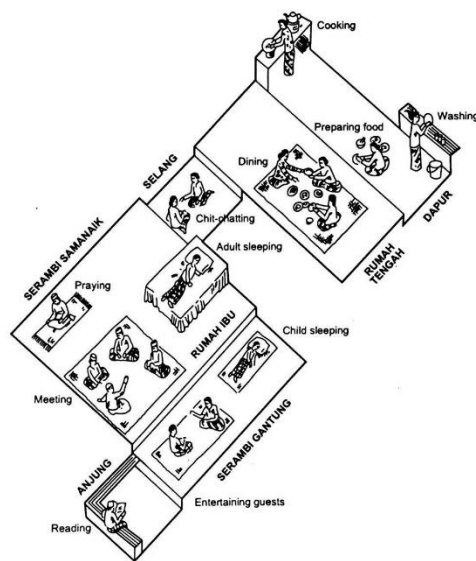 Cooking
Washing
Preparing food
Dining
SELANG
Chit-chatting
DAPUR
RUMAH
TENGAH
SERAMBI SAMANAIK
Adult sleeping
Praying
RUMAH IBU
Child sleeping
Meeting
SERAMBI GANTUNG
ANJUNG
Entertaining guests
Reading